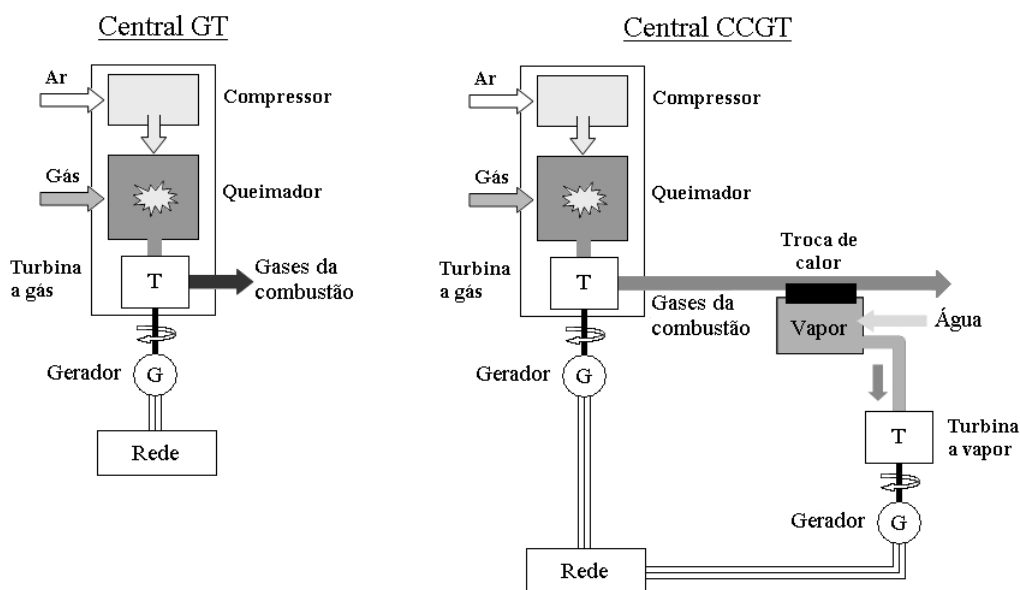 Central GT
Ar
Compressor
Gás
Queimador
Turbina
a gás
T
Gases da
combustão
Gerador
G
Rede
Central CCGT
Ar
Compressor
Gás
Queimador
Turbina
a gás
T
Gases da
combustão
Troca de
calor
Vapor
Água
Gerador
G
T
Turbina
a vapor
Gerador
G
Rede